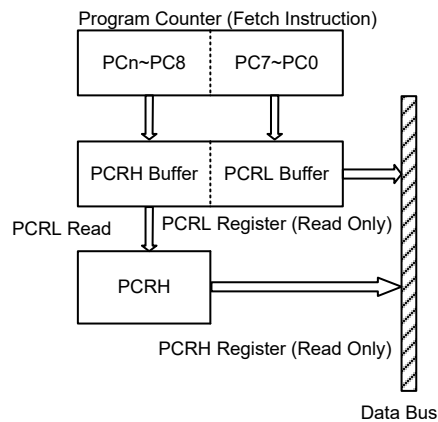 Program Counter (Fetch Instruction)
PCn~PC8
PC7~PC0
PCRH Buffer
PCRL Buffer
PCRL Read
PCRL Register (Read Only)
PCRH
PCRH Register (Read Only)
Data Bus